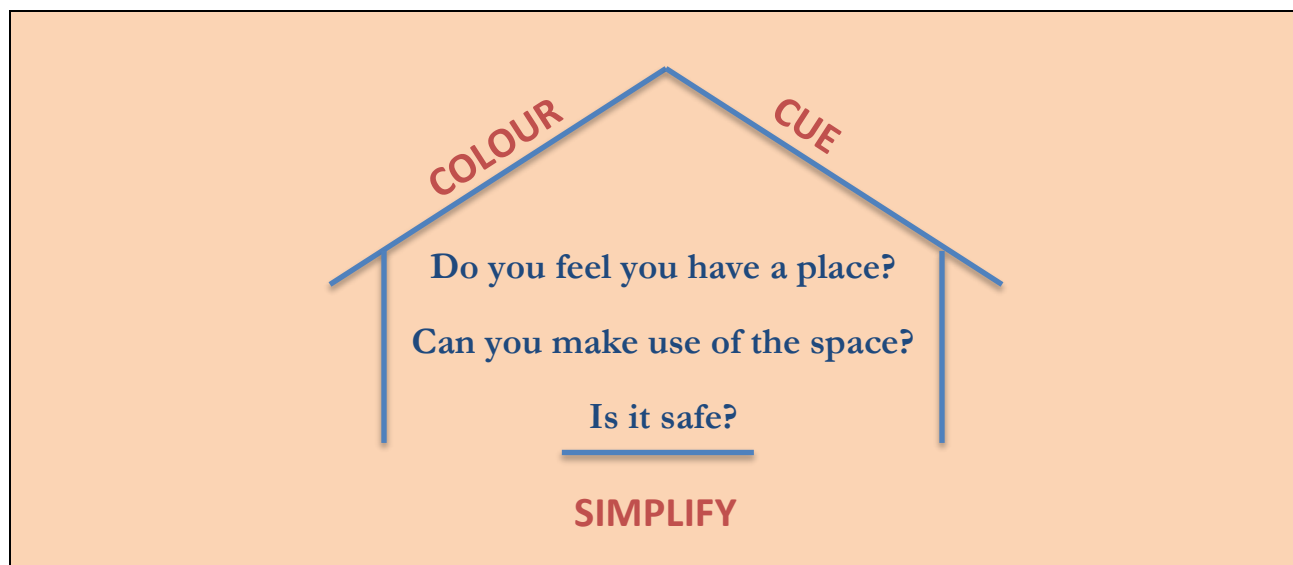 COLOUR
CUE
Do you feel you have a place?
Can you make use of the space?
Is it safe?
SIMPLIFY